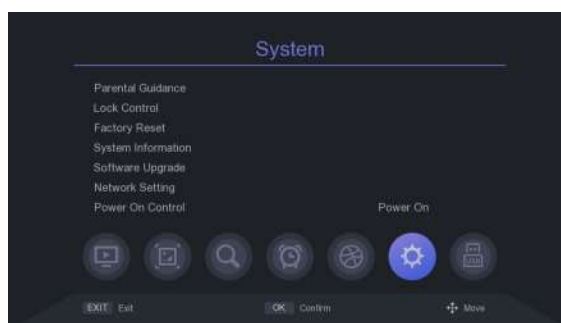 System
Parental Guidance
Lock Control
Factory Reset
System Information
Software Upgrade
Network Setting
Power On Control Power On
USB
EXIT Exit OK Confirm Move